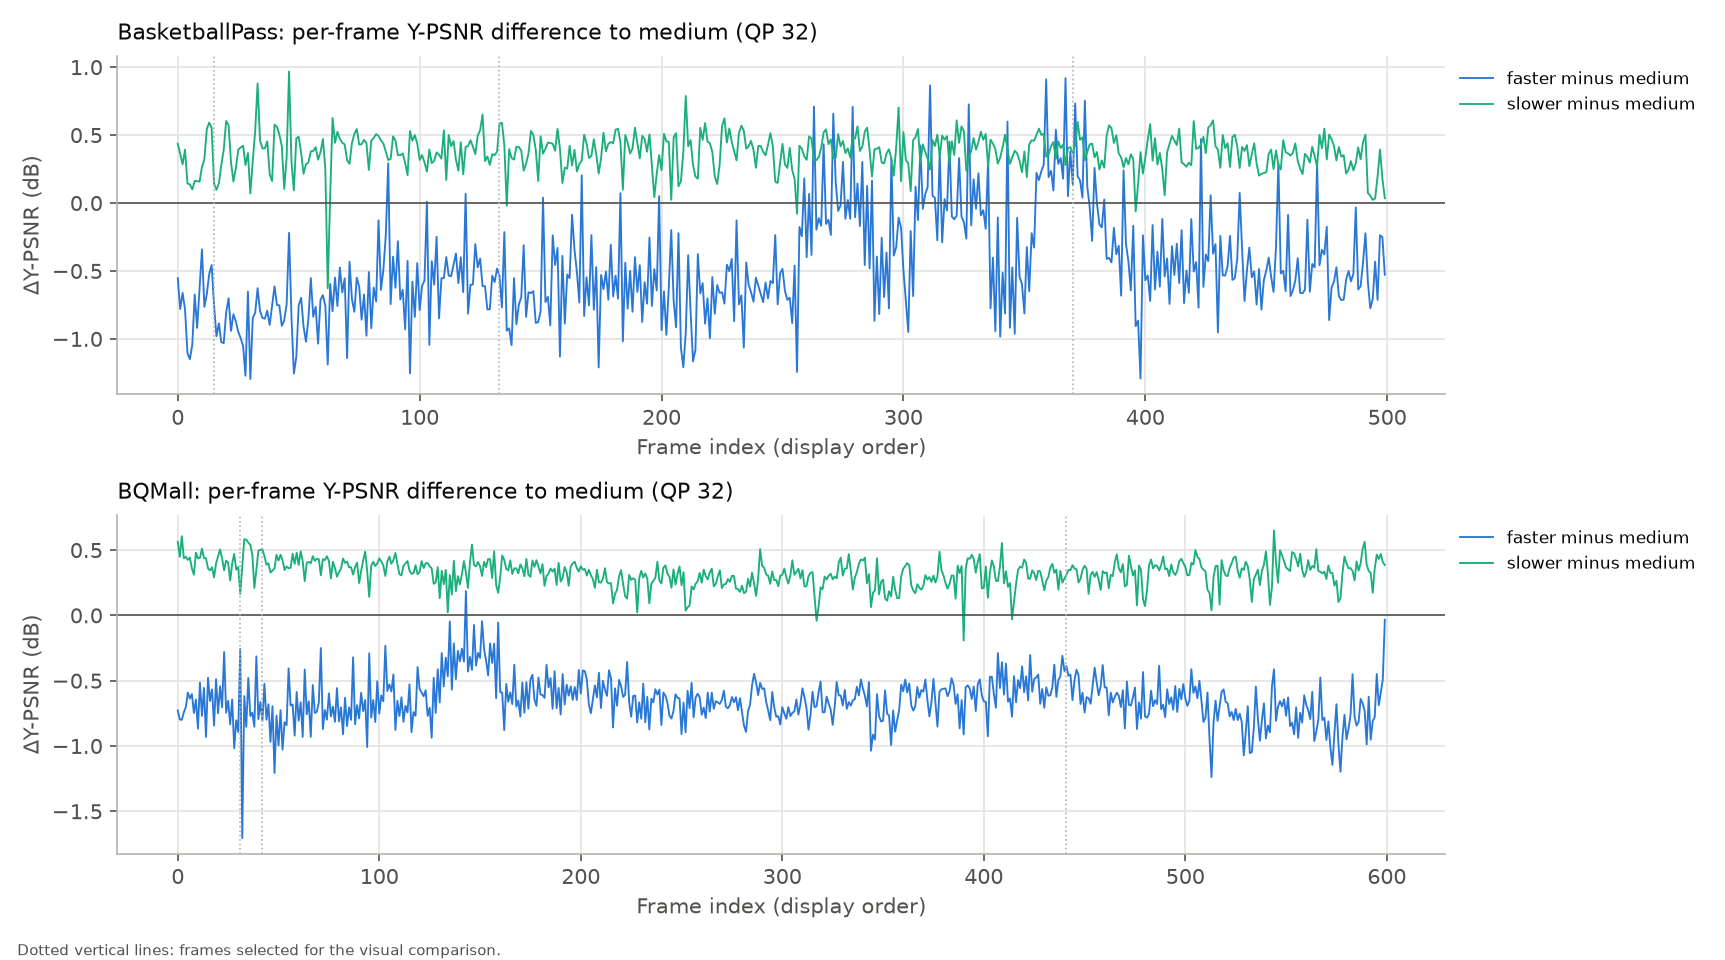 BasketballPass: per-frame Y-PSNR difference to medium (QP 32)
faster minus medium
slower minus medium
1.0
0.5
0.0
−0.5
−1.0
ΔY-PSNR (dB)
0 100 200 300 400 500
Frame index (display order)
BQMall: per-frame Y-PSNR difference to medium (QP 32)
faster minus medium
slower minus medium
0.5
0.0
−0.5
−1.0
−1.5
ΔY-PSNR (dB)
0 100 200 300 400 500 600
Frame index (display order)
Dotted vertical lines: frames selected for the visual comparison.